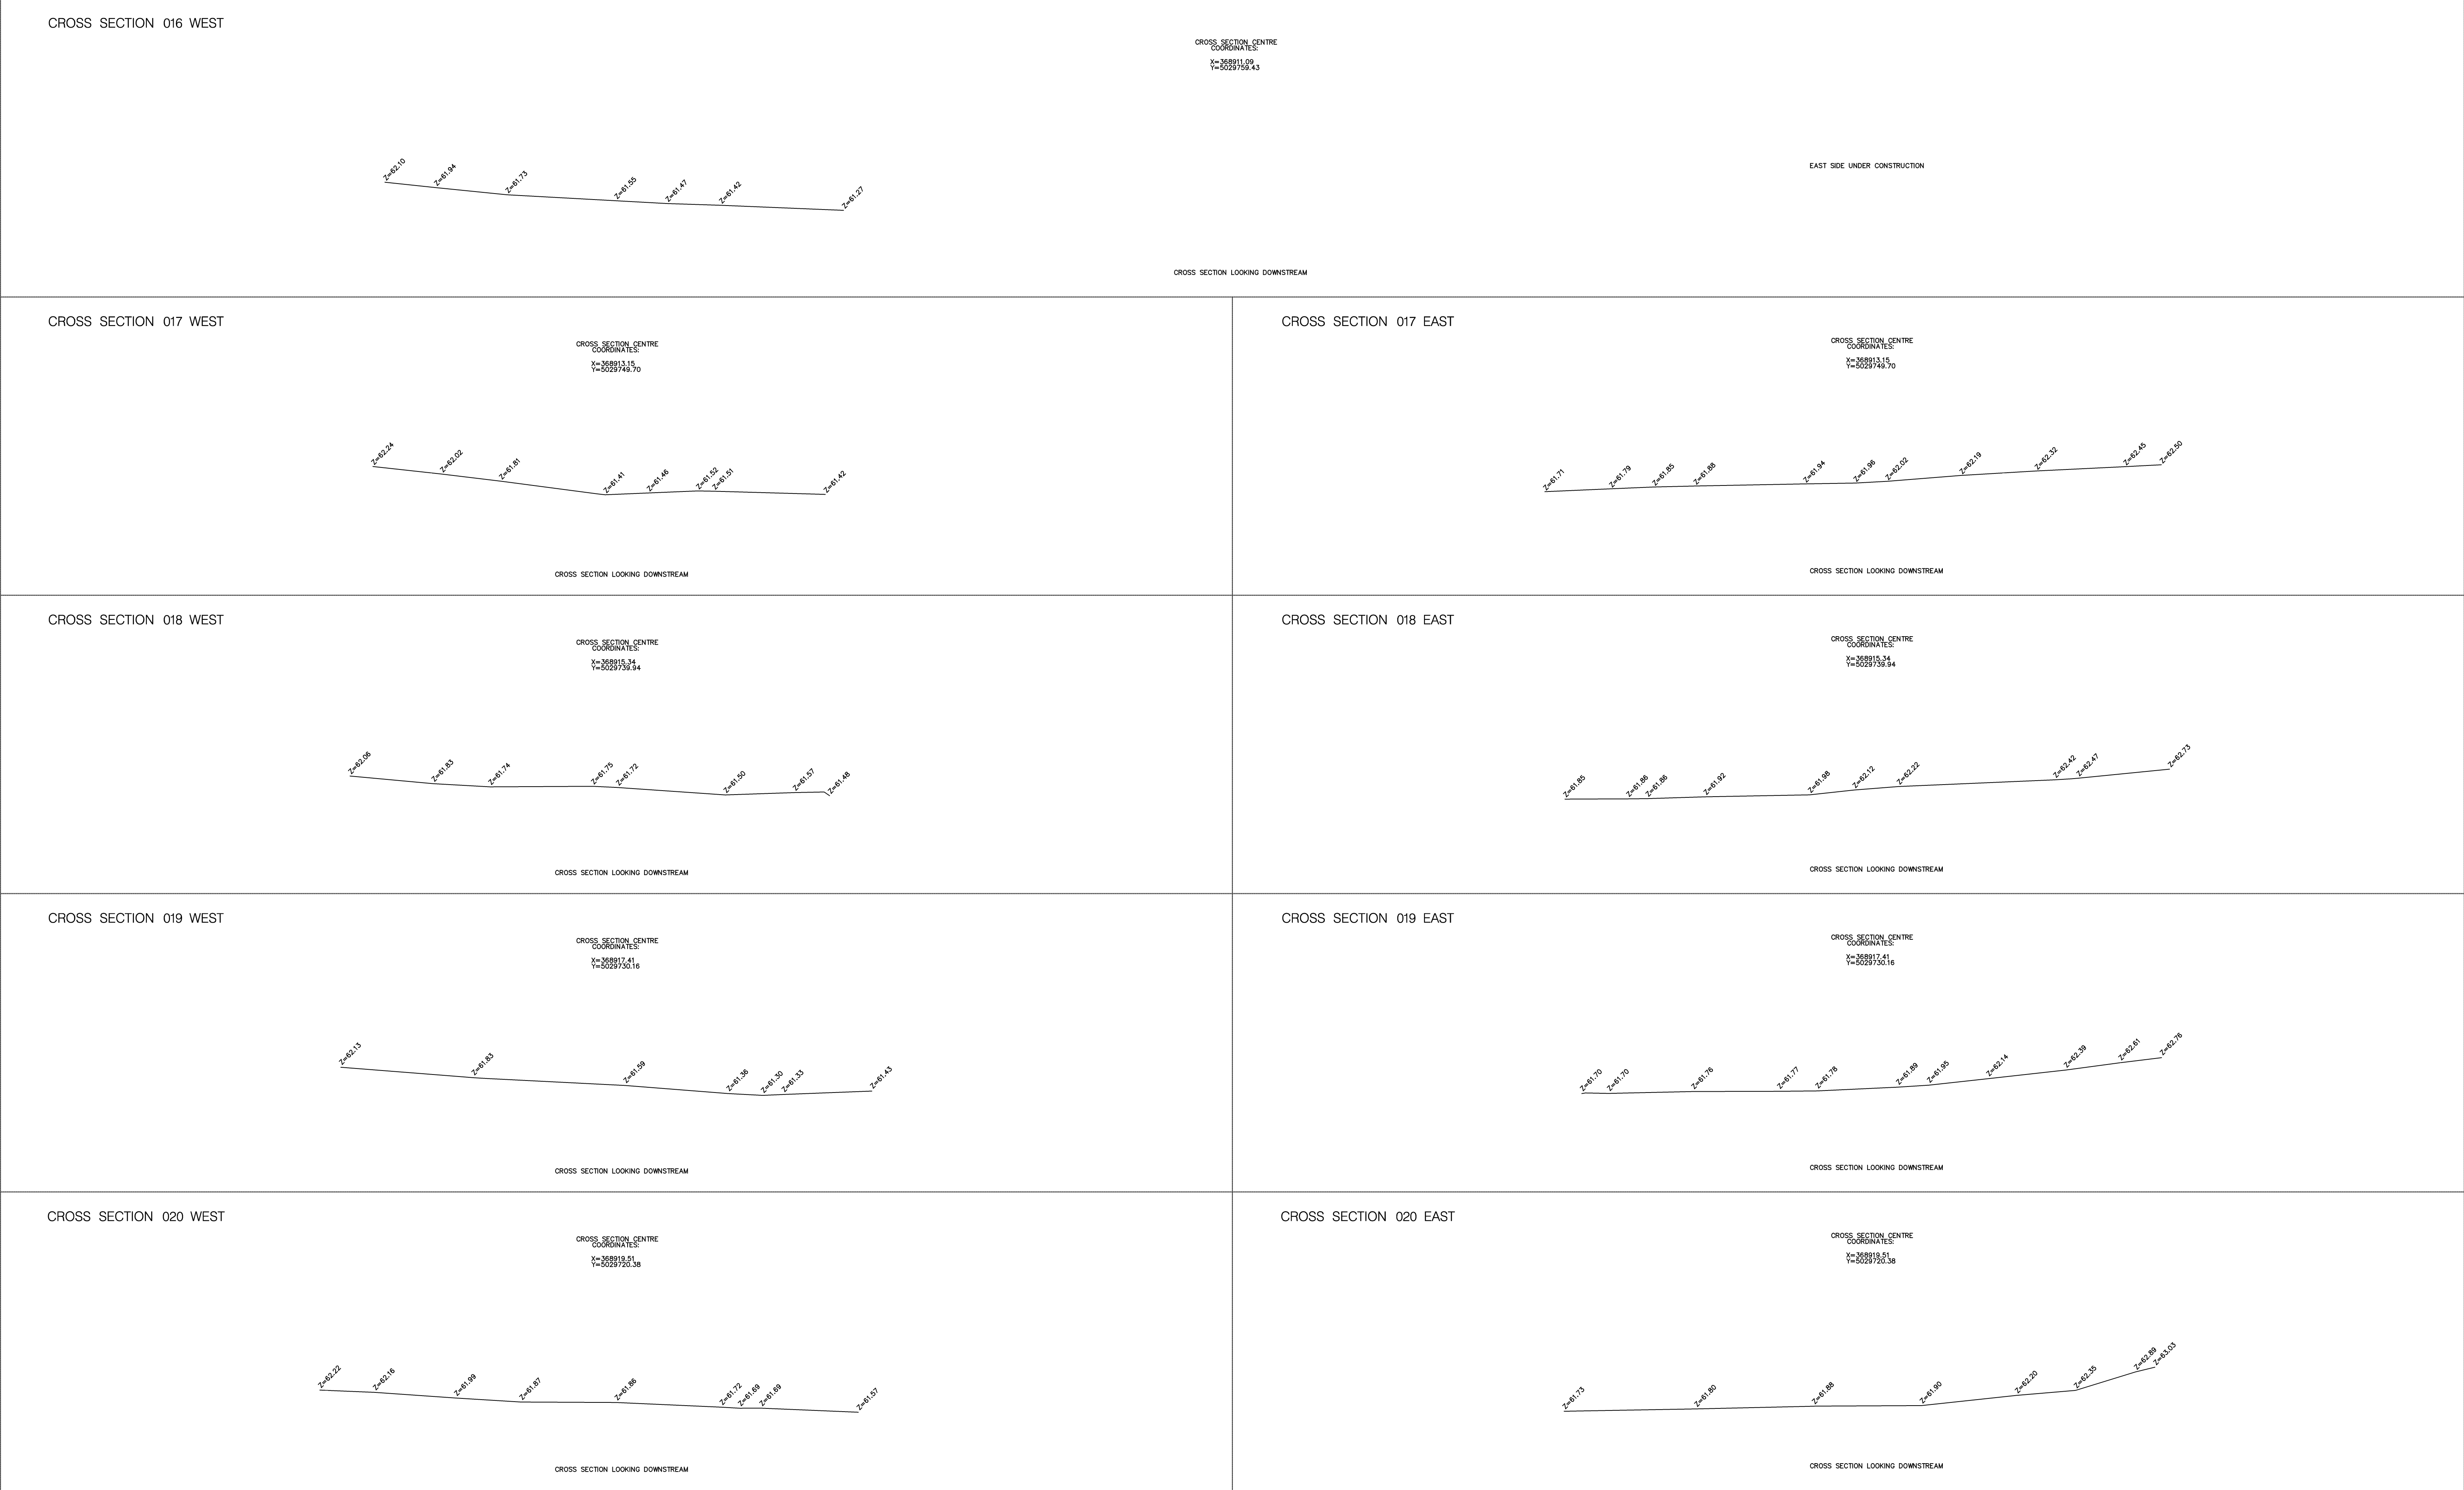 CROSS SECTION 016 WEST
CROSS SECTION CENTRE
COORDINATES:
X=368911.09
Y=5029759.43
Z=62.10
Z=61.94
Z=61.73
Z=61.55
Z=61.47
Z=61.42
Z=61.27
EAST SIDE UNDER CONSTRUCTION
CROSS SECTION LOOKING DOWNSTREAM
CROSS SECTION 017 WEST
CROSS SECTION CENTRE
COORDINATES:
X=368913.15
Y=5029749.70
Z=62.24
Z=62.02
Z=61.81
Z=61.41
Z=61.46
Z=61.52
Z=61.51
Z=61.42
CROSS SECTION LOOKING DOWNSTREAM
CROSS SECTION 017 EAST
CROSS SECTION CENTRE
COORDINATES:
X=368913.15
Y=5029749.70
Z=61.71
Z=61.79
Z=61.85
Z=61.88
Z=61.94
Z=61.96
Z=62.02
Z=62.19
Z=62.32
Z=62.45
Z=62.50
CROSS SECTION LOOKING DOWNSTREAM
CROSS SECTION 018 WEST
CROSS SECTION CENTRE
COORDINATES:
X=368915.34
Y=5029739.94
Z=62.06
Z=61.83
Z=61.74
Z=61.75
Z=61.72
Z=61.50
Z=61.57
Z=61.48
CROSS SECTION LOOKING DOWNSTREAM
CROSS SECTION 018 EAST
CROSS SECTION CENTRE
COORDINATES:
X=368915.34
Y=5029739.94
Z=61.85
Z=61.86
Z=61.86
Z=61.92
Z=61.98
Z=62.12
Z=62.22
Z=62.42
Z=62.47
Z=62.73
CROSS SECTION LOOKING DOWNSTREAM
CROSS SECTION 019 WEST
CROSS SECTION CENTRE
COORDINATES:
X=368917.41
Y=5029730.16
Z=62.13
Z=61.83
Z=61.59
Z=61.36
Z=61.30
Z=61.33
Z=61.43
CROSS SECTION LOOKING DOWNSTREAM
CROSS SECTION 019 EAST
CROSS SECTION CENTRE
COORDINATES:
X=368917.41
Y=5029730.16
Z=61.70
Z=61.70
Z=61.76
Z=61.77
Z=61.78
Z=61.89
Z=61.95
Z=62.14
Z=62.39
Z=62.61
Z=62.76
CROSS SECTION LOOKING DOWNSTREAM
CROSS SECTION 020 WEST
CROSS SECTION CENTRE
COORDINATES:
X=368919.51
Y=5029720.38
Z=62.22
Z=62.16
Z=61.99
Z=61.87
Z=61.86
Z=61.72
Z=61.69
Z=61.69
Z=61.57
CROSS SECTION LOOKING DOWNSTREAM
CROSS SECTION 020 EAST
CROSS SECTION CENTRE
COORDINATES:
X=368919.51
Y=5029720.38
Z=61.73
Z=61.80
Z=61.88
Z=61.90
Z=62.20
Z=62.35
Z=62.89
Z=63.03
CROSS SECTION LOOKING DOWNSTREAM